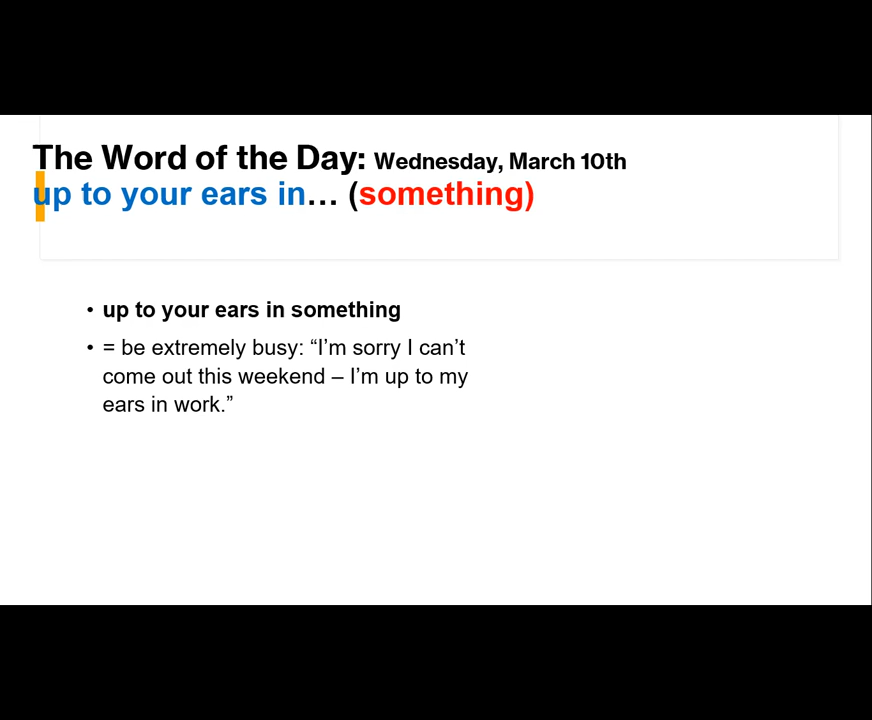 The Word of the Day: Wednesday, March 10th
up to your ears in… (something)
• up to your ears in something
• = be extremely busy: “I’m sorry I can’t
come out this weekend – I’m up to my
ears in work.”